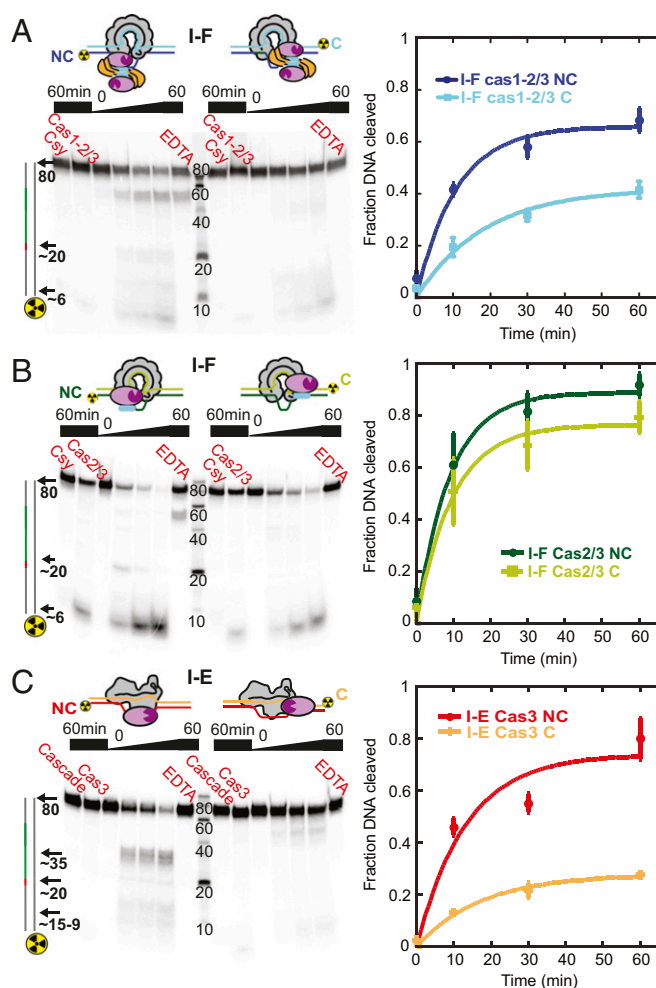 A
I-F
NC
C
60min 0 60 60min 0 60
Csy
Cas1-2/3
EDTA
Csy
Cas1-2/3
EDTA
80
~20
~6
80
60
40
20
10
Fraction DNA cleaved
1
0.8
0.6
0.4
0.2
0
I-F cas1-2/3 NC
I-F cas1-2/3 C
0 10 20 30 40 50 60
Time (min)
B
I-F
NC
C
60min 0 60 60min 0 60
Csy
Cas2/3
EDTA
Csy
Cas2/3
EDTA
80
~20
~6
80
60
40
20
10
Fraction DNA cleaved
1
0.8
0.6
0.4
0.2
0
I-F Cas2/3 NC
I-F Cas2/3 C
0 10 20 30 40 50 60
Time (min)
C
I-E
NC
C
60min 0 60 60min 0 60
Cascade
Cas3
EDTA
Cascade
Cas3
EDTA
80
~35
~20
~15-9
80
60
40
20
10
Fraction DNA cleaved
1
0.8
0.6
0.4
0.2
0
I-E Cas3 NC
I-E Cas3 C
0 10 20 30 40 50 60
Time (min)